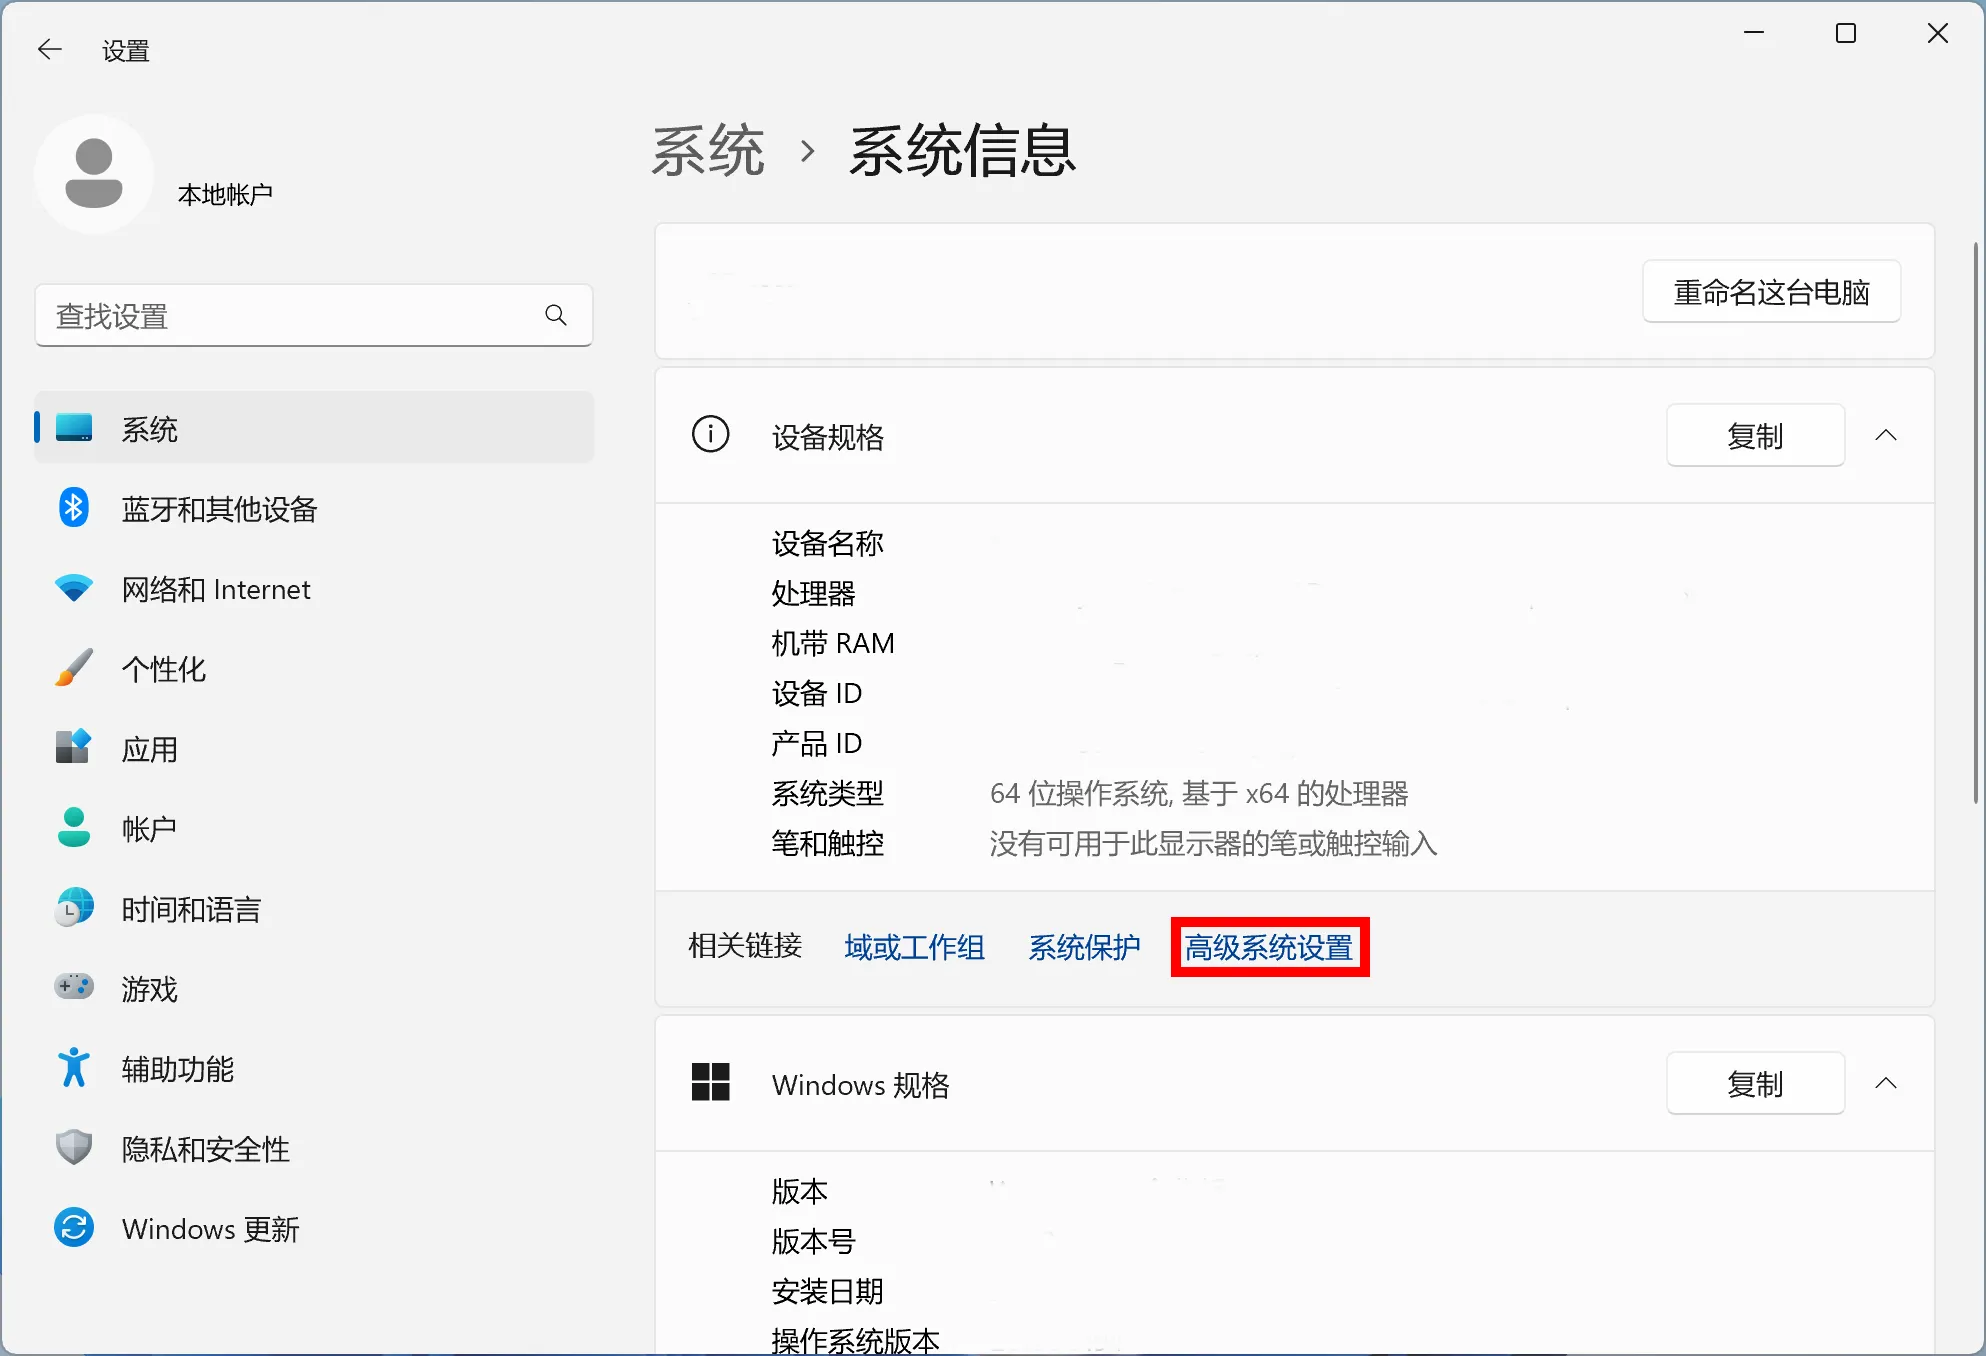 设置
本地帐户
查找设置
系统
蓝牙和其他设备
网络和 Internet
个性化
应用
帐户
时间和语言
游戏
辅助功能
隐私和安全性
Windows 更新
系统 › 系统信息
重命名这台电脑
设备规格
复制
设备名称
处理器
机带 RAM
设备 ID
产品 ID
系统类型 64 位操作系统, 基于 x64 的处理器
笔和触控 没有可用于此显示器的笔或触控输入
相关链接 域或工作组 系统保护 高级系统设置
Windows 规格
复制
版本
版本号
安装日期
操作系统版本